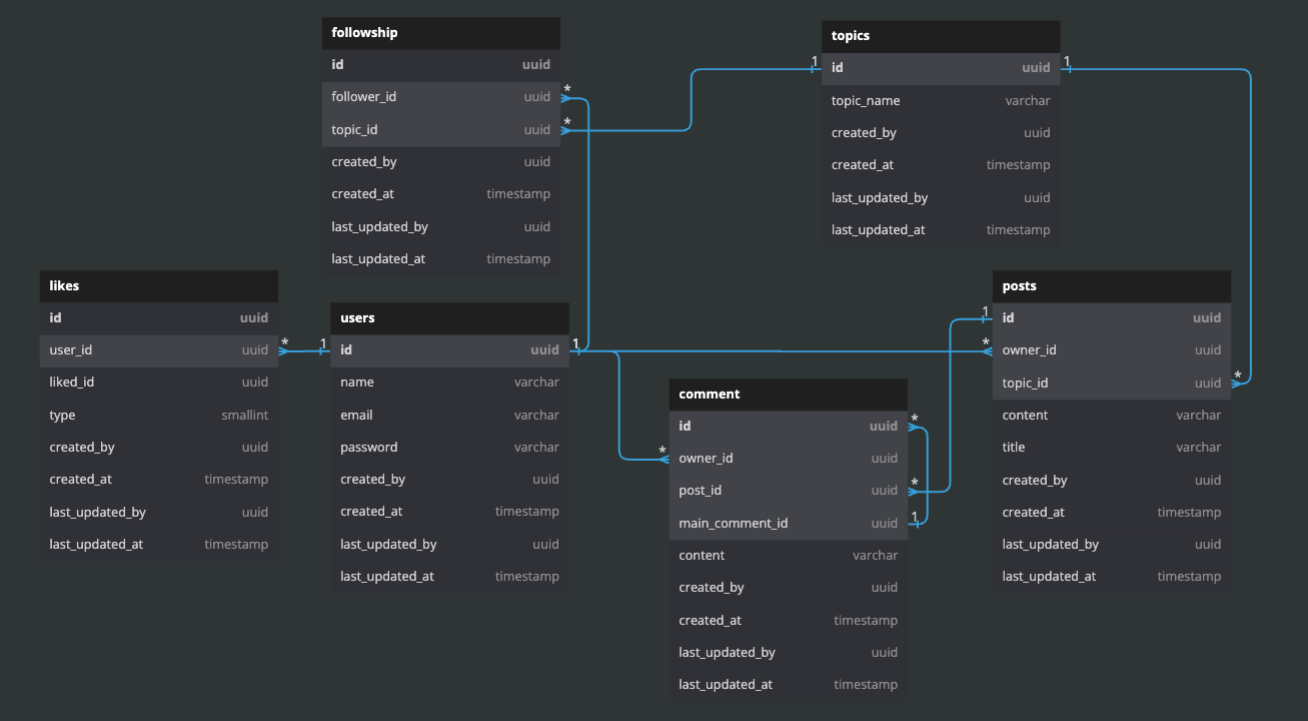 followship
id uuid
follower_id uuid *
topic_id uuid *
created_by uuid
created_at timestamp
last_updated_by uuid
last_updated_at timestamp
topics
1 id uuid 1
topic_name varchar
created_by uuid
created_at timestamp
last_updated_by uuid
last_updated_at timestamp
likes
id uuid
user_id uuid *
liked_id uuid
type smallint
created_by uuid
created_at timestamp
last_updated_by uuid
last_updated_at timestamp
users
1 id uuid 1
name varchar
email varchar
password varchar
created_by uuid
created_at timestamp
last_updated_by uuid
last_updated_at timestamp
comment
id uuid *
* owner_id uuid
post_id uuid *
main_comment_id uuid 1
content varchar
created_by uuid
created_at timestamp
last_updated_by uuid
last_updated_at timestamp
posts
1 id uuid
* owner_id uuid
topic_id uuid *
content varchar
title varchar
created_by uuid
created_at timestamp
last_updated_by uuid
last_updated_at timestamp